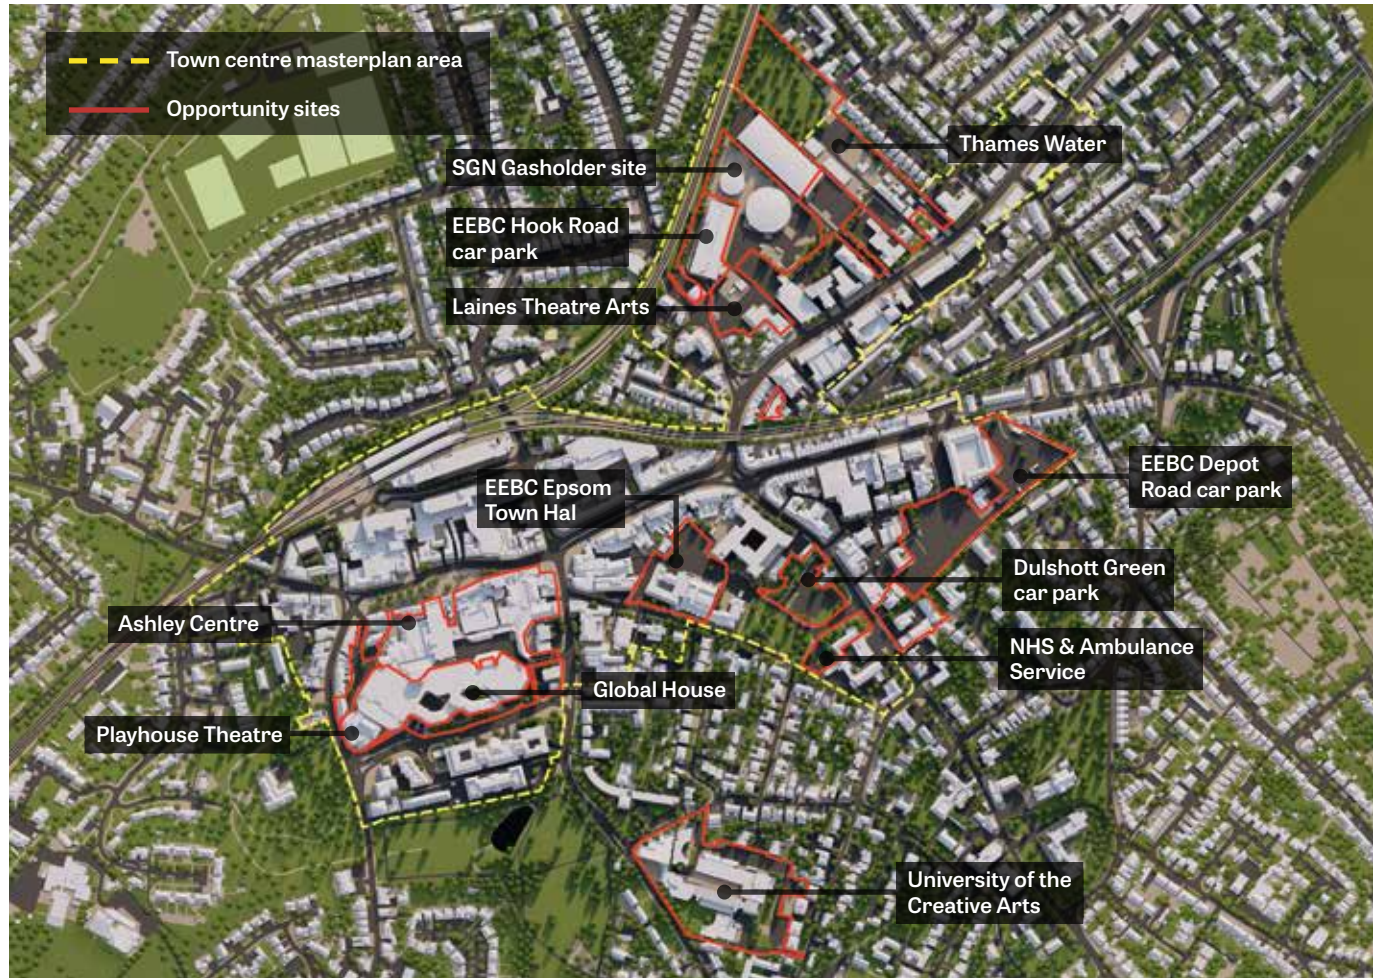 Town centre masterplan area
Opportunity sites
Thames Water
SGN Gasholder site
EEBC Hook Road
car park
Laines Theatre Arts
EEBC Depot
Road car park
EEBC Epsom
Town Hal
Dulshott Green
car park
Ashley Centre
NHS & Ambulance
Service
Global House
Playhouse Theatre
University of the
Creative Arts